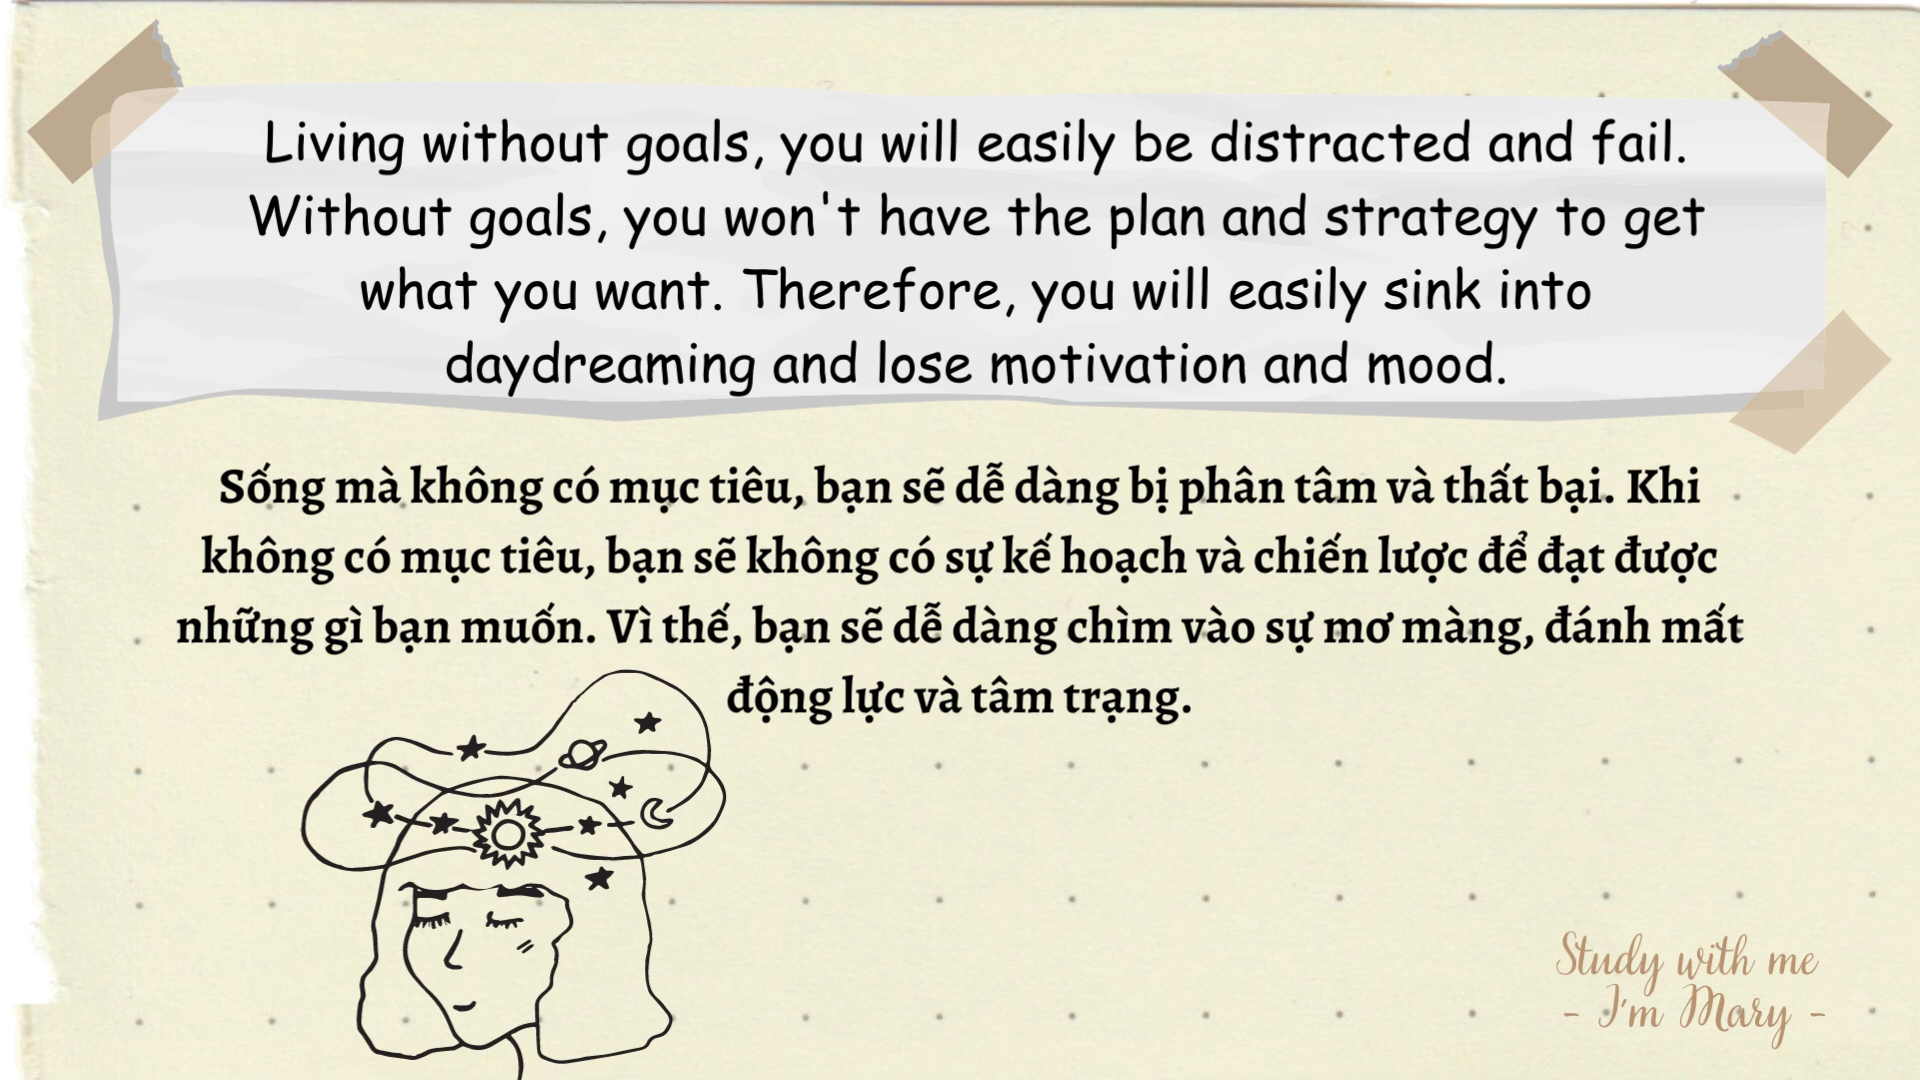 Living without goals, you will easily be distracted and fail.
Without goals, you won't have the plan and strategy to get
what you want. Therefore, you will easily sink into
daydreaming and lose motivation and mood.
Sống mà không có mục tiêu, bạn sẽ dễ dàng bị phân tâm và thất bại. Khi
không có mục tiêu, bạn sẽ không có sự kế hoạch và chiến lược để đạt được
những gì bạn muốn. Vì thế, bạn sẽ dễ dàng chìm vào sự mơ màng, đánh mất
động lực và tâm trạng.
Study with me
- I'm Mary -